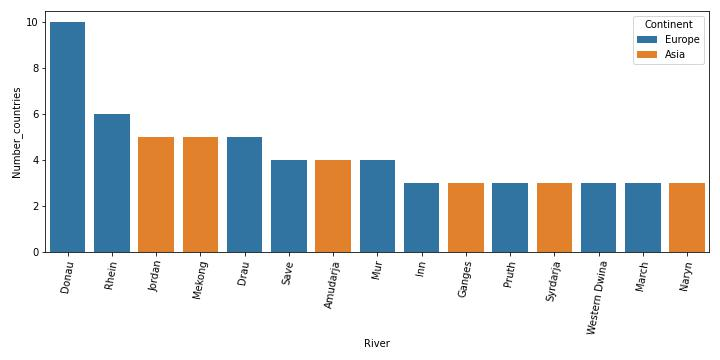 Continent
Europe
Asia
Number_countries
10
8
6
4
2
0
Donau
Rhein
Jordan
Mekong
Drau
Save
Amudarja
Mur
Inn
Ganges
Pruth
Syrdarja
Western Dwina
March
Naryn
River